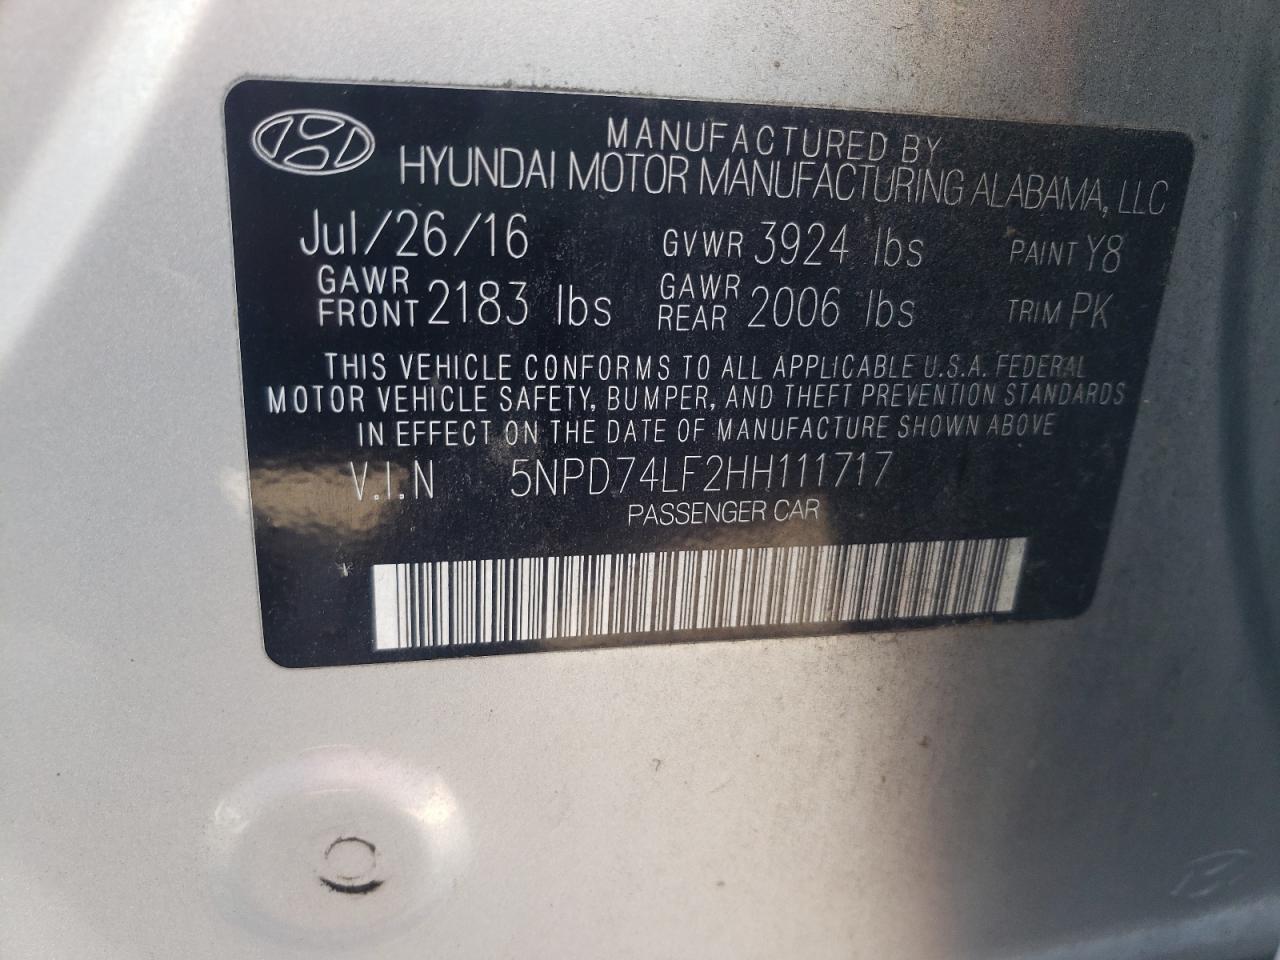 MANUFACTURED BY
HYUNDAI MOTOR MANUFACTURING ALABAMA, LLC
Jul/26/16 GVWR 3924 lbs PAINT Y8
GAWR FRONT 2183 lbs GAWR REAR 2006 lbs TRIM PK
THIS VEHICLE CONFORMS TO ALL APPLICABLE U.S.A. FEDERAL
MOTOR VEHICLE SAFETY, BUMPER, AND THEFT PREVENTION STANDARDS
IN EFFECT ON THE DATE OF MANUFACTURE SHOWN ABOVE
V.I.N 5NPD74LF2HH111717
PASSENGER CAR
*